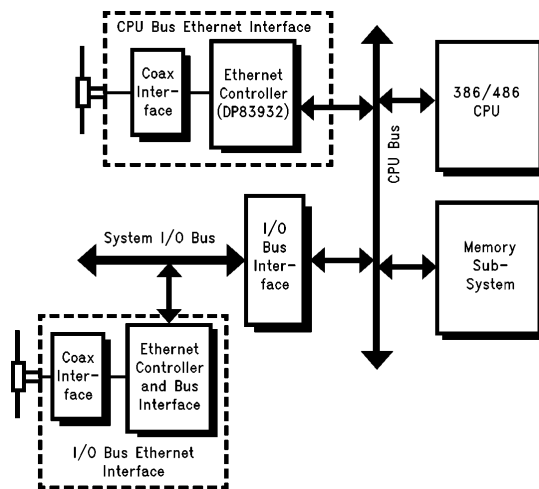 CPU Bus Ethernet Interface
Coax
Inter-
face
Ethernet
Controller
(DP83932)
386/486
CPU
CPU Bus
System I/O Bus
I/O
Bus
Inter-
face
Memory
Sub-
System
Coax
Inter-
face
Ethernet
Controller
and Bus
Interface
I/O Bus Ethernet
Interface